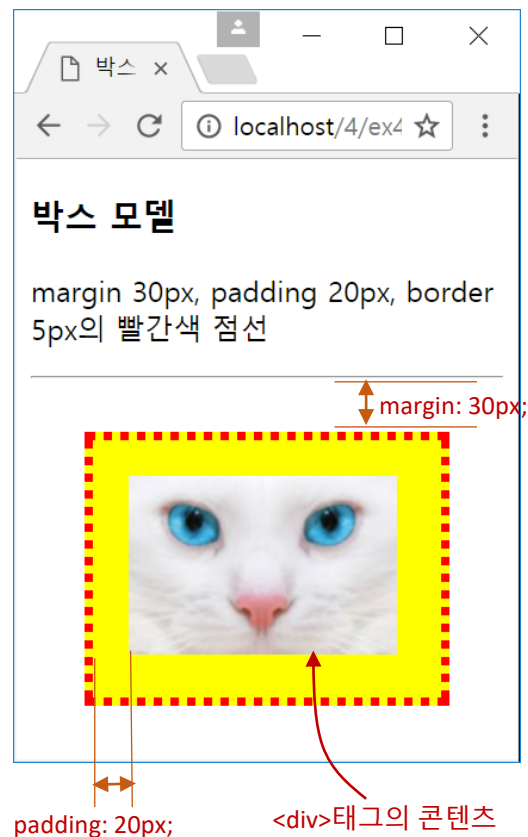 박스
localhost/4/ex4
박스 모델
margin 30px, padding 20px, border
5px의 빨간색 점선
margin: 30px;
padding: 20px;
<div>태그의 콘텐츠